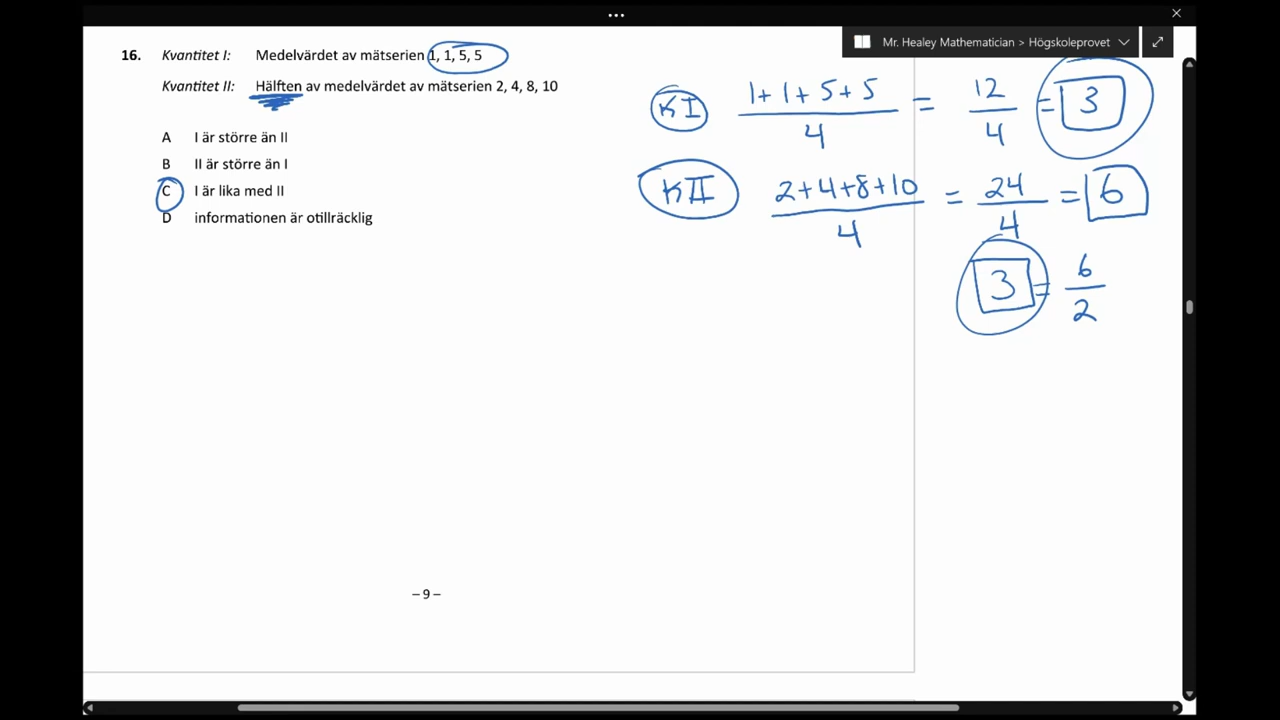 Mr. Healey Mathematician > Högskoleprovet
16. Kvantitet I: Medelvärdet av mätserien 1, 1, 5, 5
Kvantitet II: Hälften av medelvärdet av mätserien 2, 4, 8, 10
A I är större än II
B II är större än I
C I är lika med II
D informationen är otillräcklig
KI 1+1+5+5/4 = 12/4 = 3
KII 2+4+8+10/4 = 24/4 = 6
3 = 6/2
– 9 –